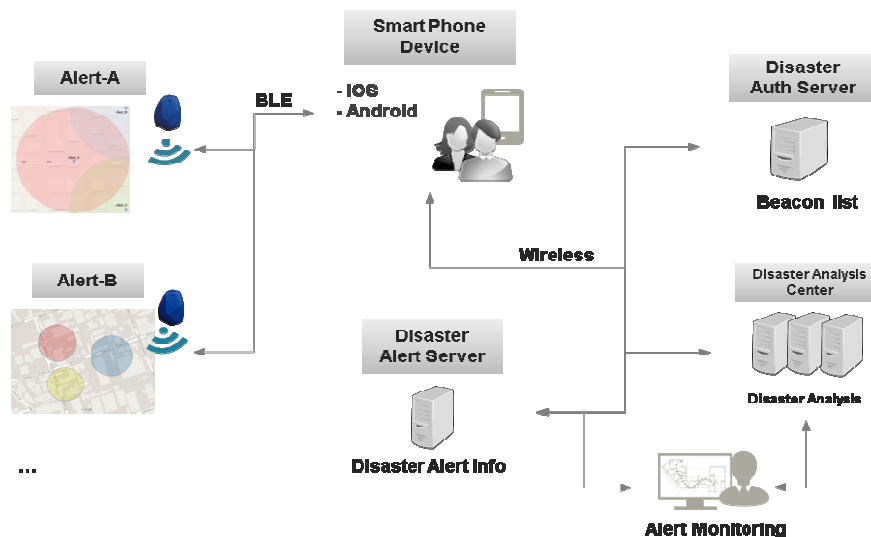 Smart Phone
Device
Alert-A
BLE
- IOS
- Android
Disaster
Auth Server
Beacon list
Wireless
Alert-B
Disaster Analysis
Center
Disaster
Alert Server
Disaster Analysis
Disaster Alert Info
...
Alert Monitoring